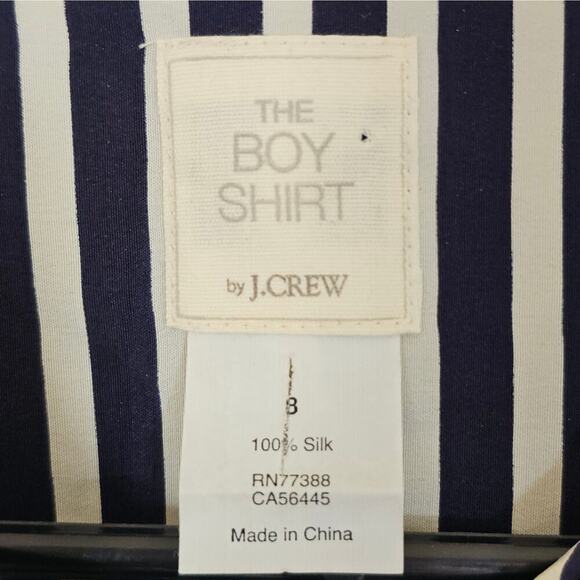 THE
BOY
SHIRT
by J.CREW
8
100% Silk
RN77388
CA56445
Made in China